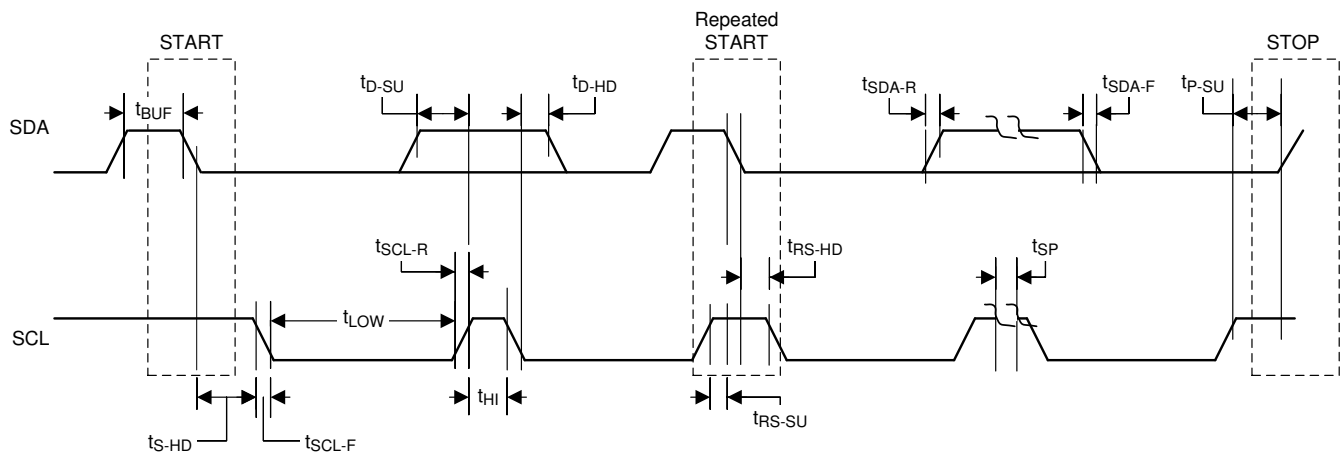 Repeated
START
START
STOP
tD-SU
tD-HD
tSDA-R
tSDA-F
tP-SU
tBUF
SDA
tSCL-R
tRS-HD
tSP
tLOW
SCL
tHI
tRS-SU
tS-HD
tSCL-F